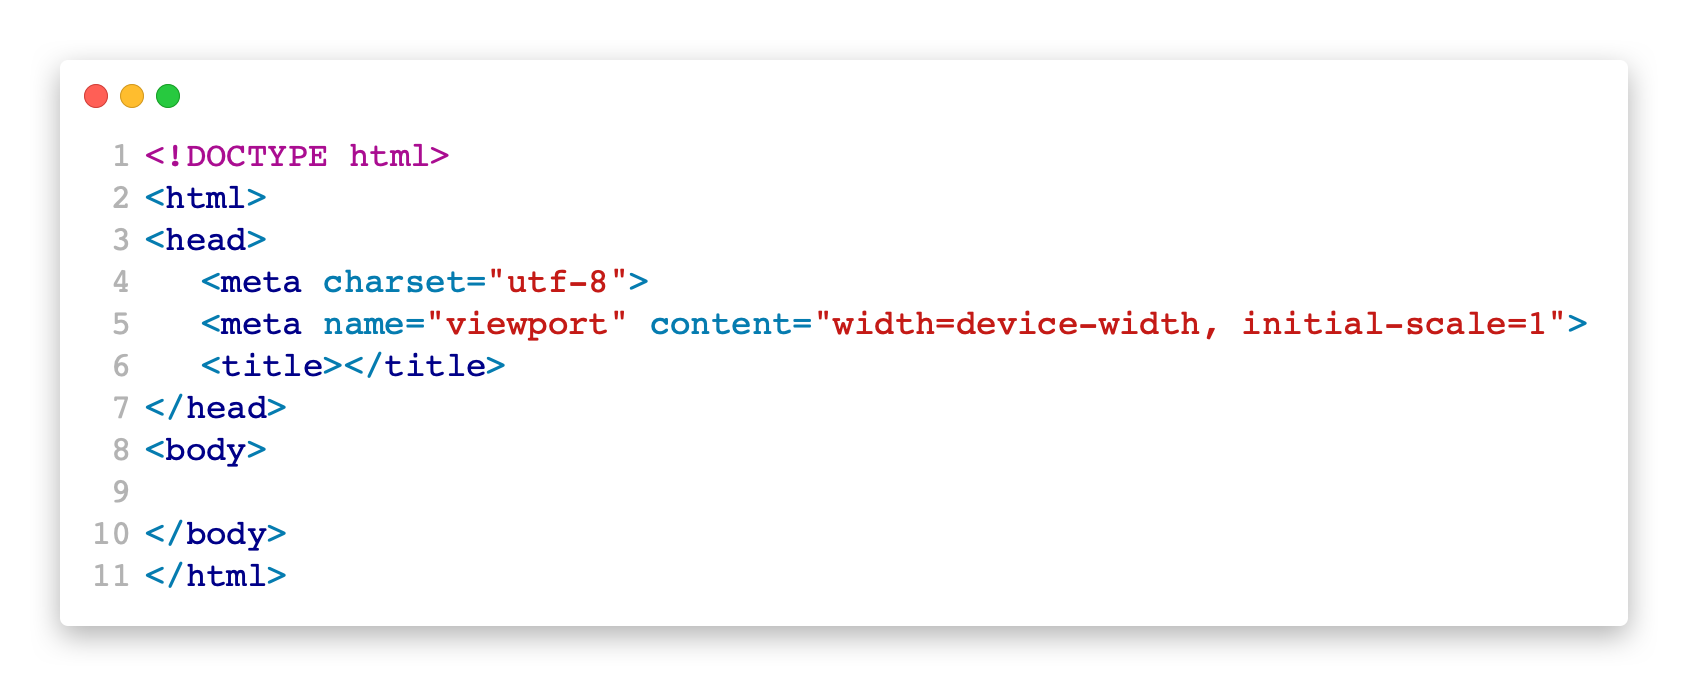 1 <!DOCTYPE html>
2 <html>
3 <head>
4    <meta charset="utf-8">
5    <meta name="viewport" content="width=device-width, initial-scale=1">
6    <title></title>
7 </head>
8 <body>
9
10 </body>
11 </html>